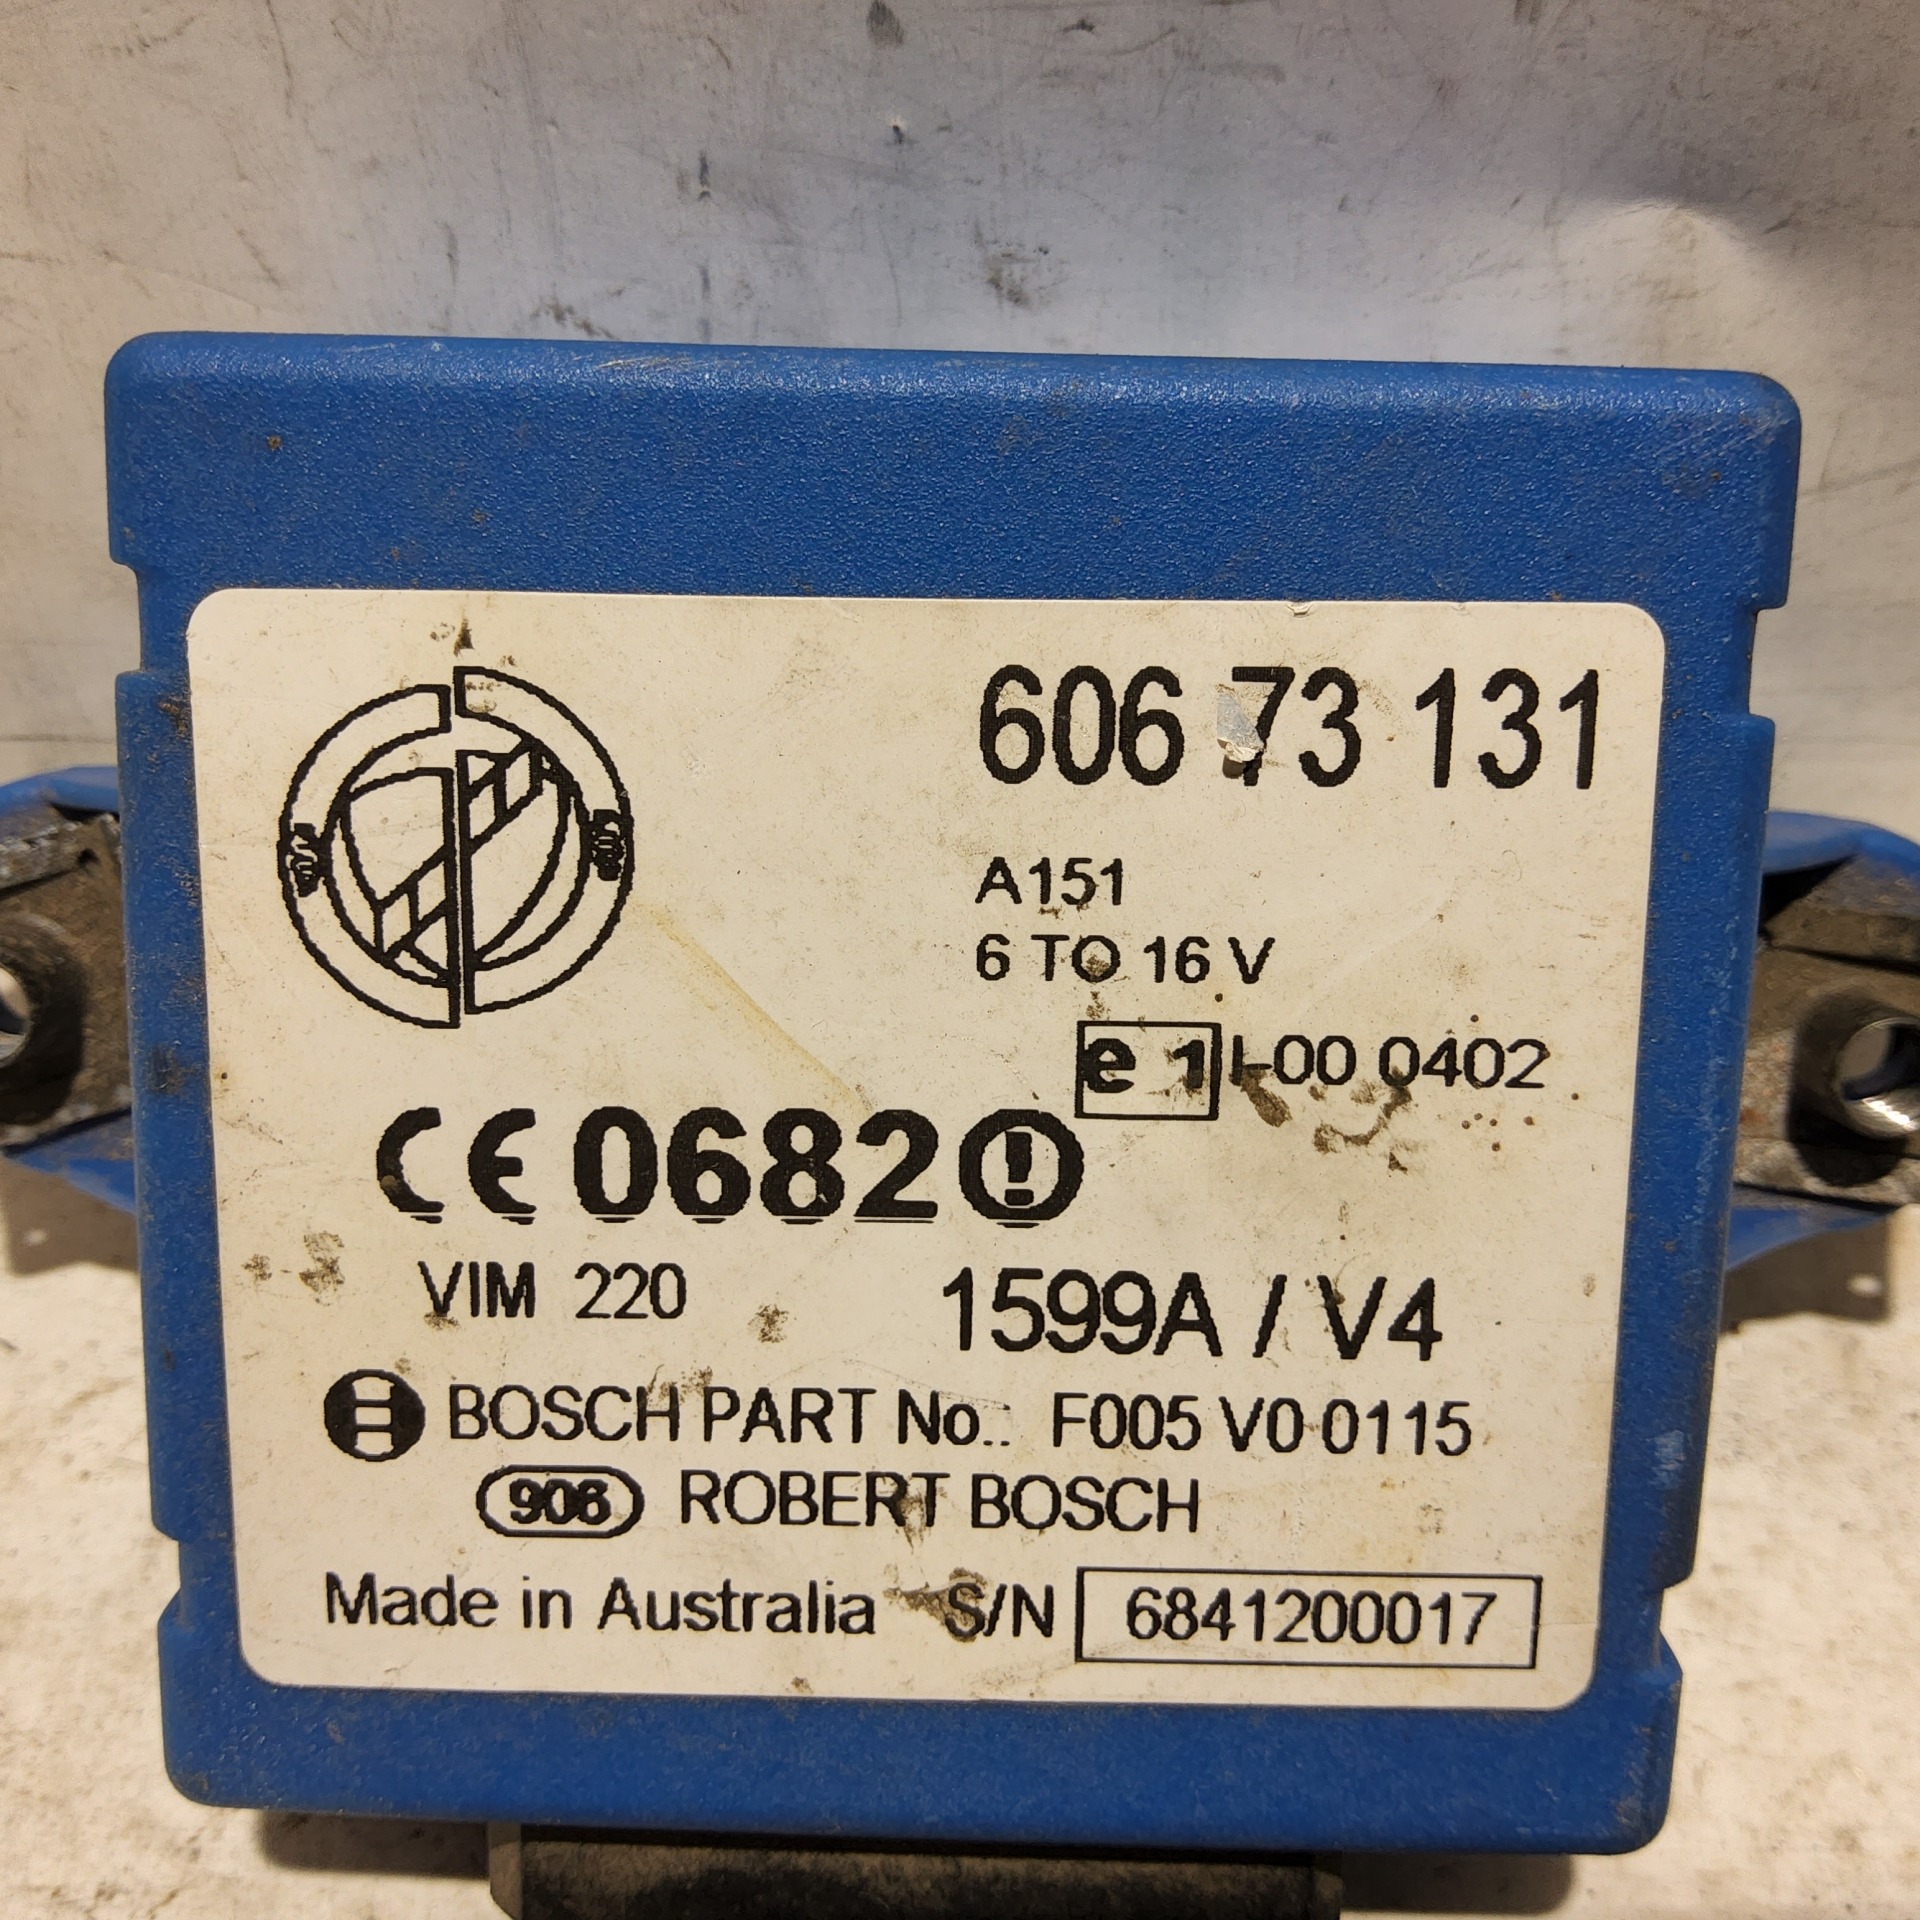 606 73 131
A151
6 TO 16 V
e 1 I-00 0402
CE 0682 !
VIM 220 1599A / V4
BOSCH PART No.: F005 V0 0115
906 ROBERT BOSCH
Made in Australia S/N 6841200017